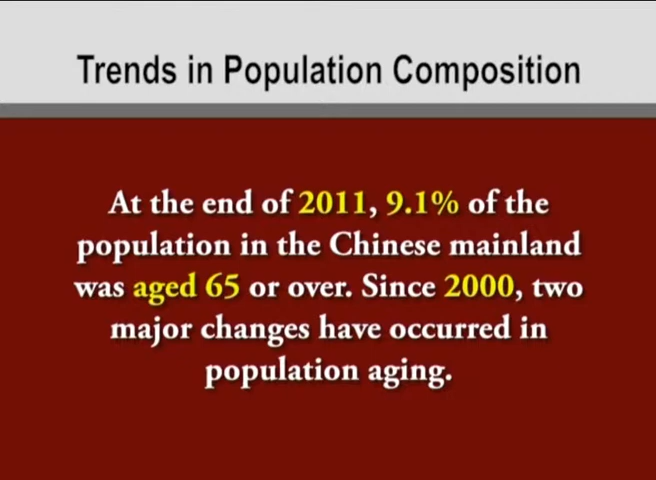 Trends in Population Composition
At the end of 2011, 9.1% of the
population in the Chinese mainland
was aged 65 or over. Since 2000, two
major changes have occurred in
population aging.